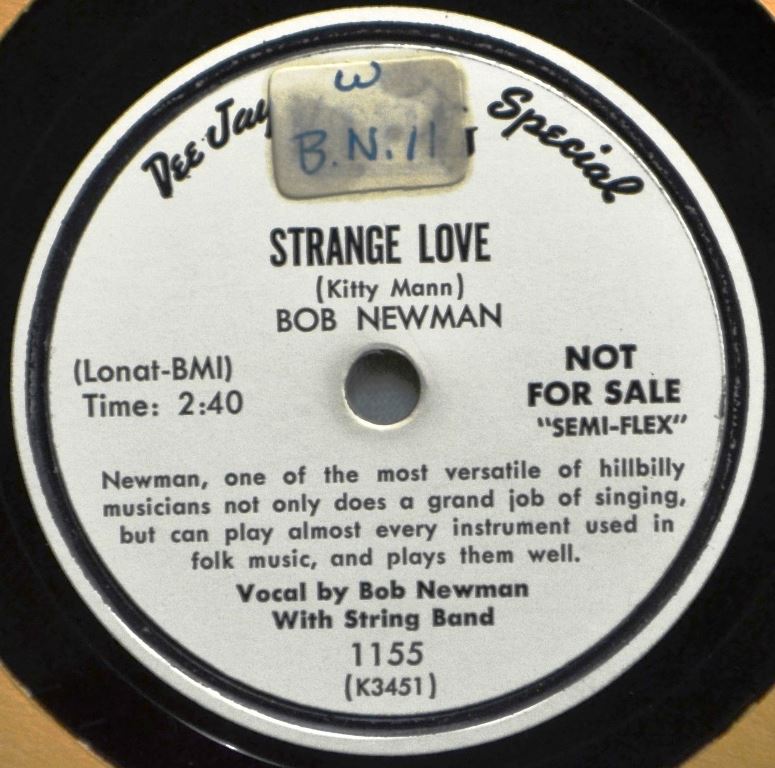 Dee Jay Special
W
B.N.11
STRANGE LOVE
(Kitty Mann)
BOB NEWMAN
(Lonat-BMI)
Time: 2:40
NOT
FOR SALE
"SEMI-FLEX"
Newman, one of the most versatile of hillbilly
musicians not only does a grand job of singing,
but can play almost every instrument used in
folk music, and plays them well.
Vocal by Bob Newman
With String Band
1155
(K3451)